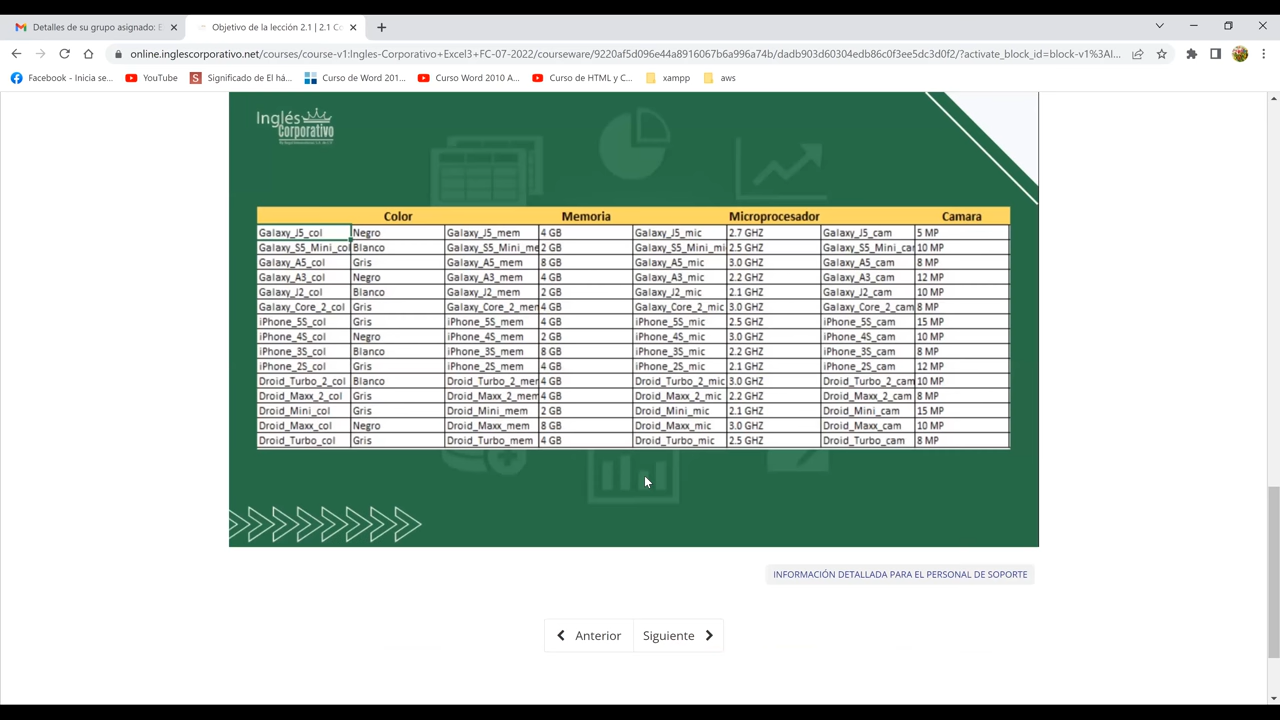 Detalles de su grupo asignado: E
Objetivo de la lección 2.1 | 2.1 Co
online.inglescorporativo.net/courses/course-v1:Ingles-Corporativo+Excel3+FC-07-2022/courseware/9220af5d096e44a8916067b6a996a74b/dadb903d60304edb86c0f3ee5dc3d0f2/?activate_block_id=block-v1%3AI...
Facebook - Inicia se... YouTube Significado de El há... Curso de Word 201... Curso de Word 2010 A... Curso de HTML y C... xampp aws
Inglés
Corporativo
Color Memoria Microprocesador Camara
Galaxy_J5_col Negro Galaxy_J5_mem 4 GB Galaxy_J5_mic 2.7 GHZ Galaxy_J5_cam 5 MP
Galaxy_S5_Mini_col Blanco Galaxy_S5_Mini_me 2 GB Galaxy_S5_Mini_mi 2.5 GHZ Galaxy_S5_Mini_car 10 MP
Galaxy_A5_col Gris Galaxy_A5_mem 8 GB Galaxy_A5_mic 3.0 GHZ Galaxy_A5_cam 8 MP
Galaxy_A3_col Negro Galaxy_A3_mem 4 GB Galaxy_A3_mic 2.2 GHZ Galaxy_A3_cam 12 MP
Galaxy_J2_col Blanco Galaxy_J2_mem 2 GB Galaxy_J2_mic 2.1 GHZ Galaxy_J2_cam 10 MP
Galaxy_Core_2_col Gris Galaxy_Core_2_mer 4 GB Galaxy_Core_2_mic 3.0 GHZ Galaxy_Core_2_cam 8 MP
iPhone_5S_col Gris iPhone_5S_mem 4 GB iPhone_5S_mic 2.5 GHZ iPhone_5S_cam 15 MP
iPhone_4S_col Negro iPhone_4S_mem 2 GB iPhone_4S_mic 3.0 GHZ iPhone_4S_cam 10 MP
iPhone_3S_col Blanco iPhone_3S_mem 8 GB iPhone_3S_mic 2.2 GHZ iPhone_3S_cam 8 MP
iPhone_2S_col Gris iPhone_2S_mem 4 GB iPhone_2S_mic 2.1 GHZ iPhone_2S_cam 12 MP
Droid_Turbo_2_col Blanco Droid_Turbo_2_mer 4 GB Droid_Turbo_2_mic 3.0 GHZ Droid_Turbo_2_cam 10 MP
Droid_Maxx_2_col Gris Droid_Maxx_2_mem 4 GB Droid_Maxx_2_mic 2.2 GHZ Droid_Maxx_2_cam 8 MP
Droid_Mini_col Gris Droid_Mini_mem 2 GB Droid_Mini_mic 2.1 GHZ Droid_Mini_cam 15 MP
Droid_Maxx_col Negro Droid_Maxx_mem 8 GB Droid_Maxx_mic 3.0 GHZ Droid_Maxx_cam 10 MP
Droid_Turbo_col Gris Droid_Turbo_mem 4 GB Droid_Turbo_mic 2.5 GHZ Droid_Turbo_cam 8 MP
INFORMACIÓN DETALLADA PARA EL PERSONAL DE SOPORTE
Anterior Siguiente